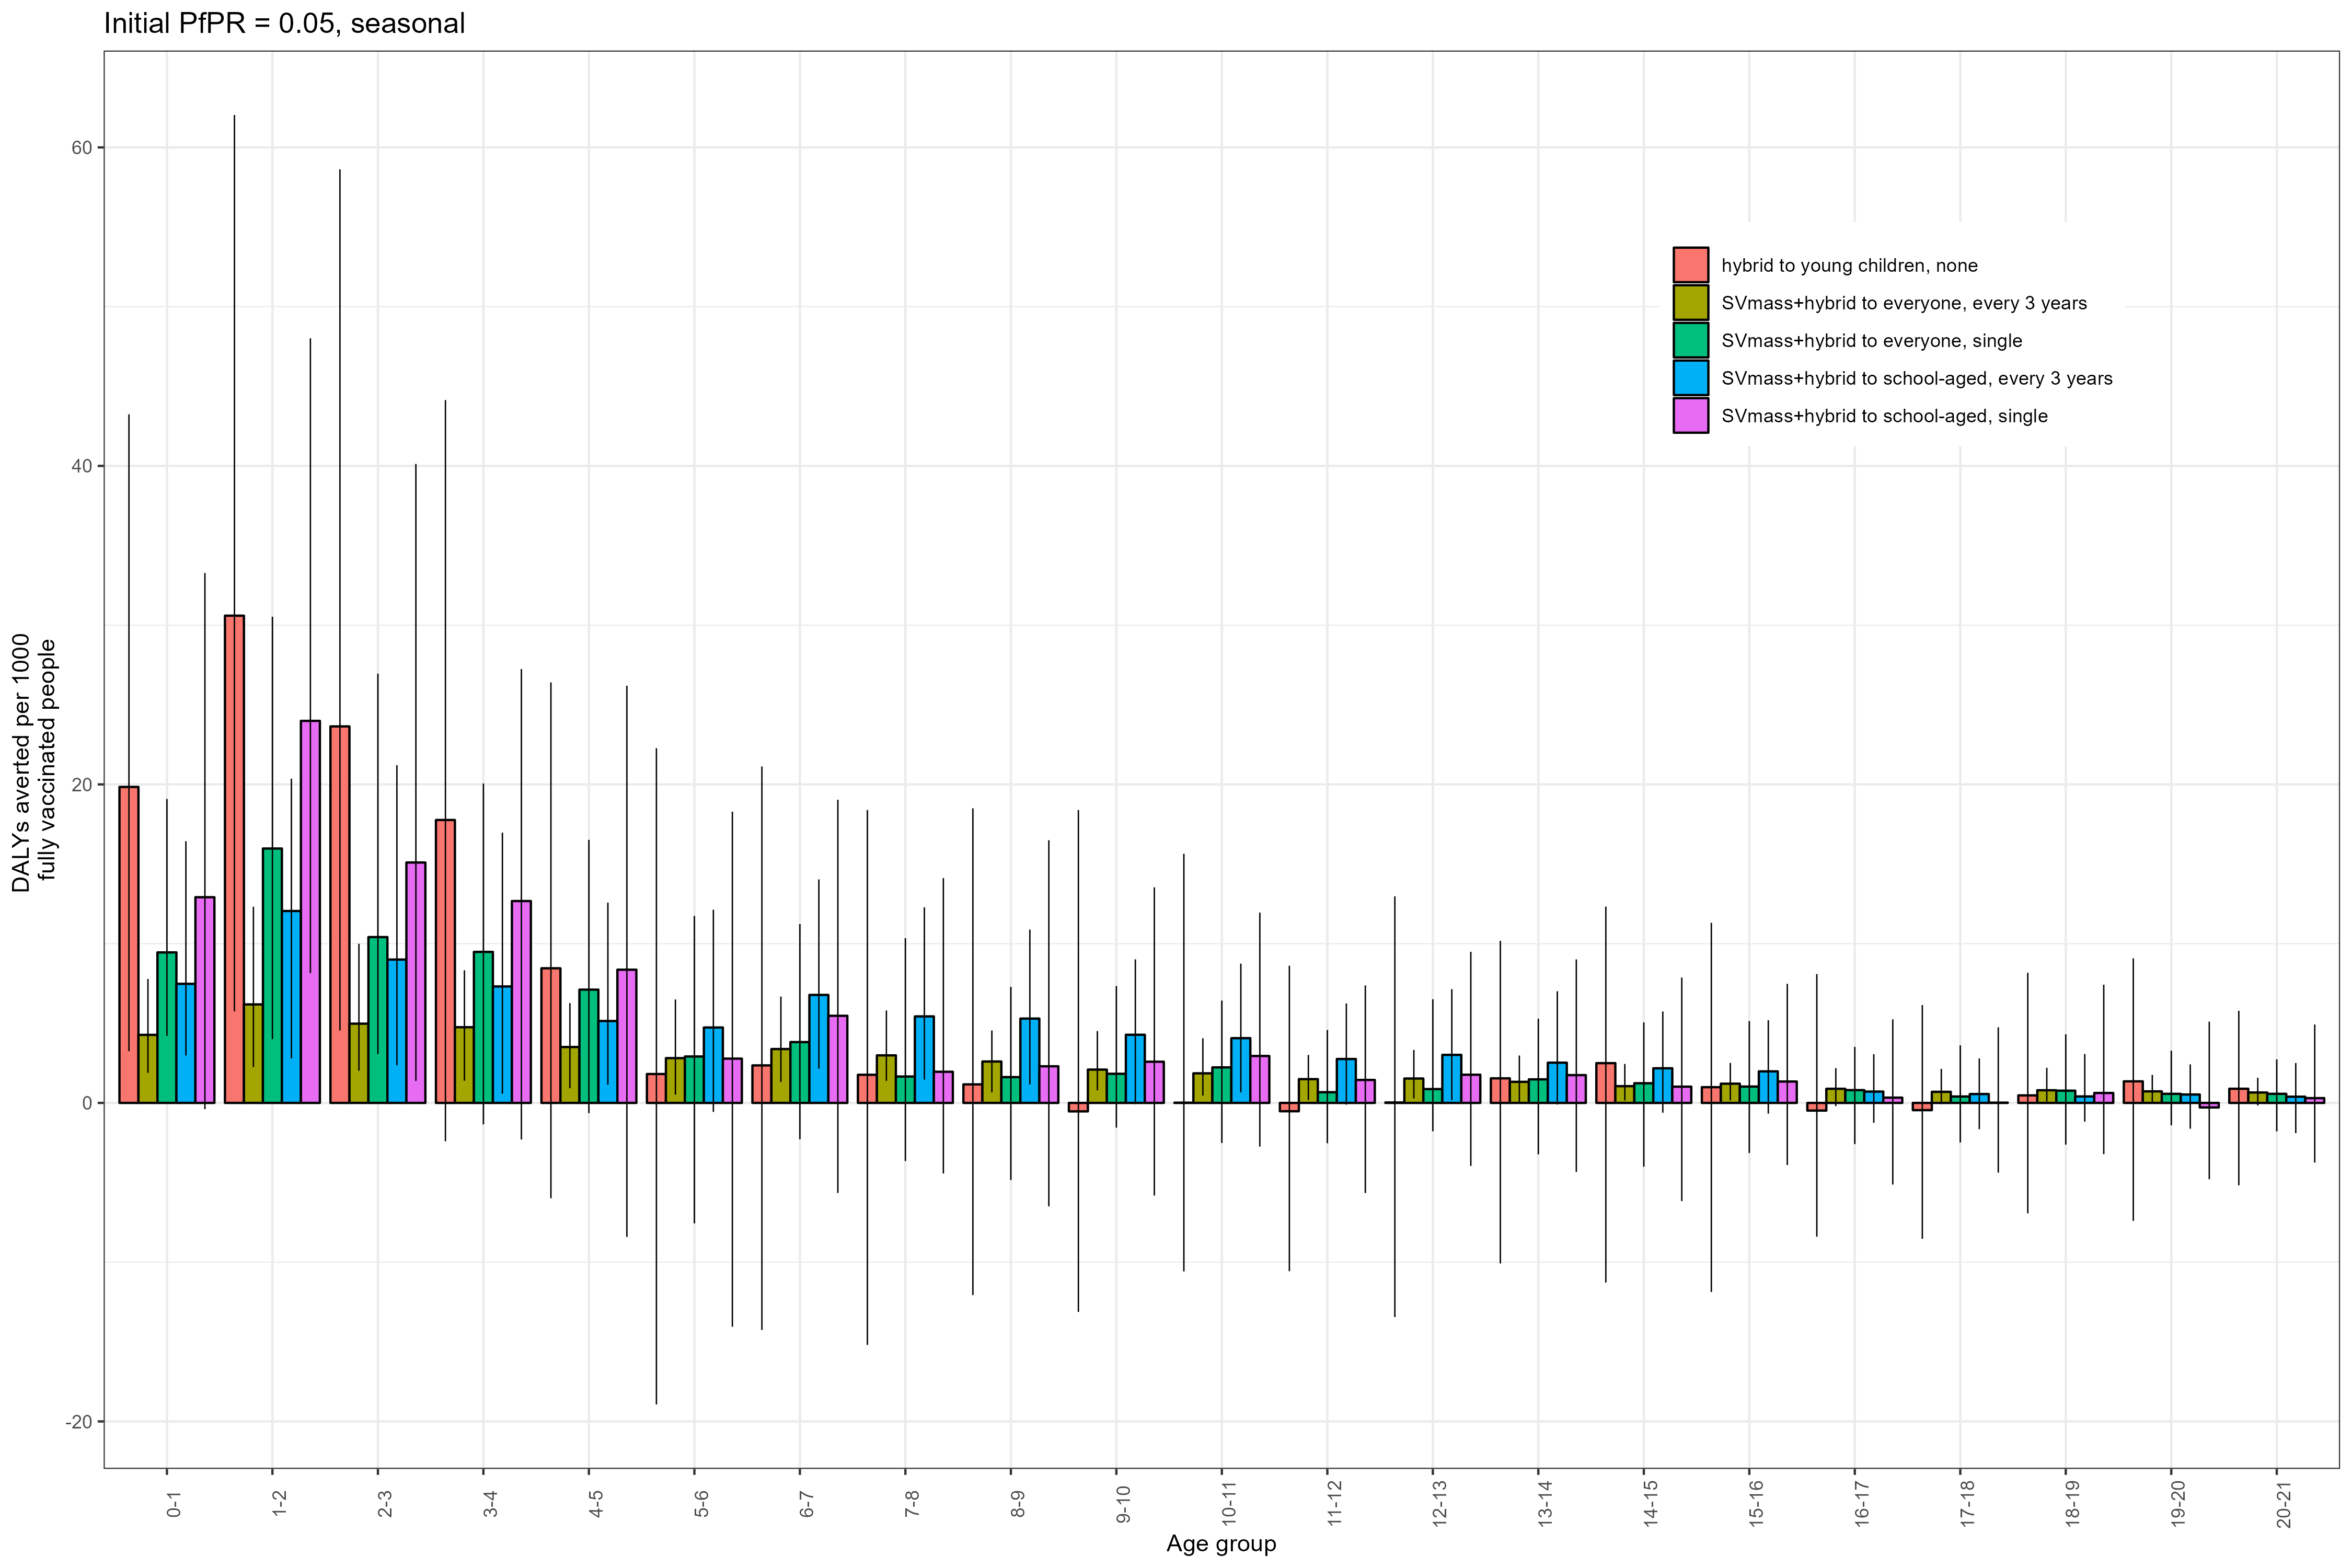 Initial PfPR = 0.05, seasonal
DALYs averted per 1000
fully vaccinated people
60
40
20
0
-20
hybrid to young children, none
SVmass+hybrid to everyone, every 3 years
SVmass+hybrid to everyone, single
SVmass+hybrid to school-aged, every 3 years
SVmass+hybrid to school-aged, single
0-1
1-2
2-3
3-4
4-5
5-6
6-7
7-8
8-9
9-10
10-11
11-12
12-13
13-14
14-15
15-16
16-17
17-18
18-19
19-20
20-21
Age group